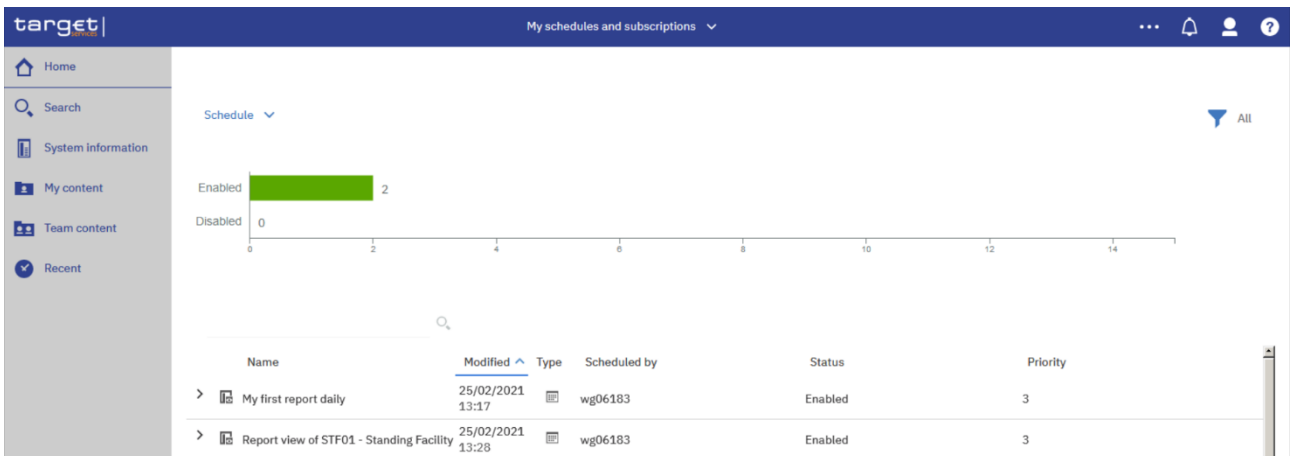 target|
services
My schedules and subscriptions
?
Home
Search
System information
My content
Team content
Recent
Schedule
All
Enabled 2
Disabled 0
0 2 4 6 8 10 12 14
Name Modified Type Scheduled by Status Priority
My first report daily 25/02/2021 13:17 wg06183 Enabled 3
Report view of STF01 - Standing Facility 25/02/2021 13:28 wg06183 Enabled 3